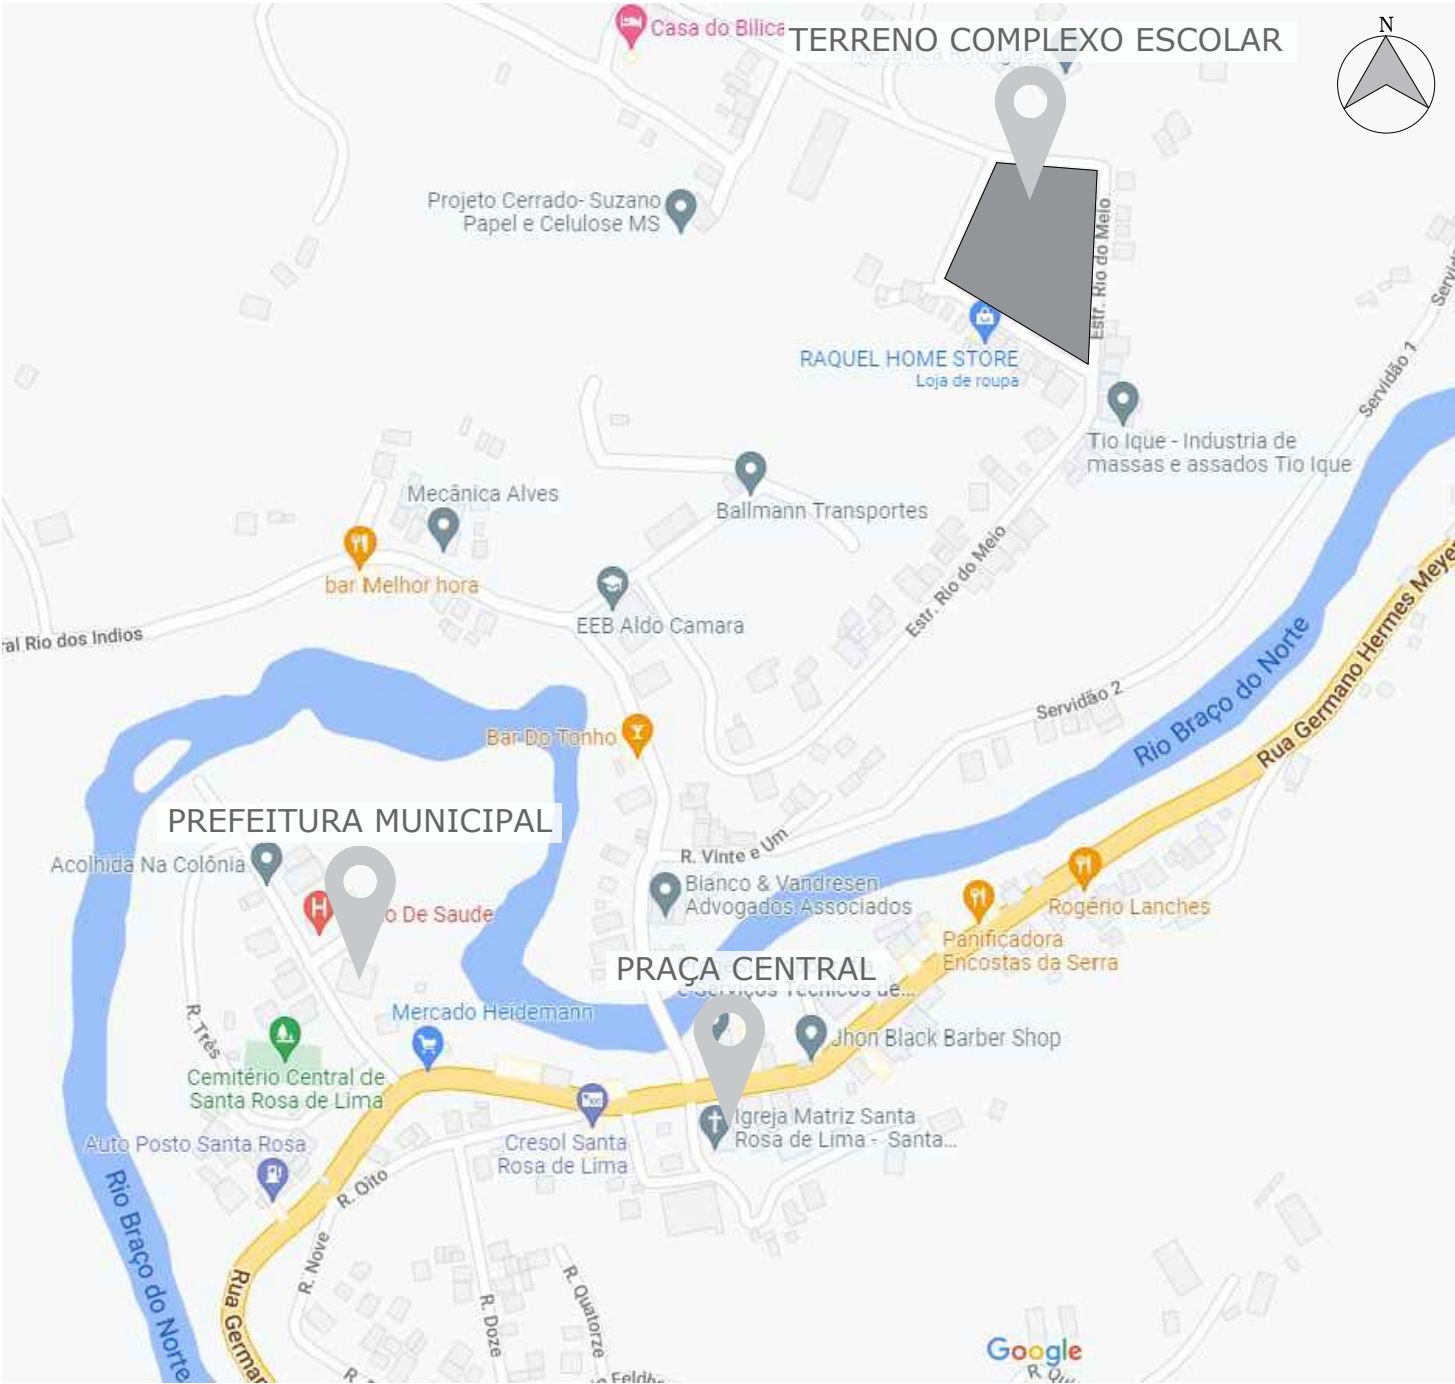 N
Casa do Bilica
TERRENO COMPLEXO ESCOLAR
Mecânica Rodrigues
Projeto Cerrado- Suzano
Papel e Celulose MS
Estr. Rio do Meio
Servidão 1
RAQUEL HOME STORE
Loja de roupa
Tio Ique - Industria de
massas e assados Tio Ique
Mecânica Alves
Ballmann Transportes
bar Melhor hora
EEB Aldo Camara
Estr. Rio do Meio
ral Rio dos Indios
Servidão 2
Rio Braço do Norte
Rua Germano Hermes Meyer
Bar Do Tonho
PREFEITURA MUNICIPAL
Acolhida Na Colônia
R. Vinte e Um
Bianco & Vandresen
Advogados Associados
H
o De Saude
Rogério Lanches
Panificadora
Encostas da Serra
PRAÇA CENTRAL
e Serviços Técnicos de...
Mercado Heidemann
R. Três
Jhon Black Barber Shop
Cemitério Central de
Santa Rosa de Lima
Igreja Matriz Santa
Rosa de Lima - Santa...
Auto Posto Santa Rosa
Cresol Santa
Rosa de Lima
R. Oito
Rio Braço do Norte
R. Nove
Rua German
R. Doze
R. Quatorze
Google